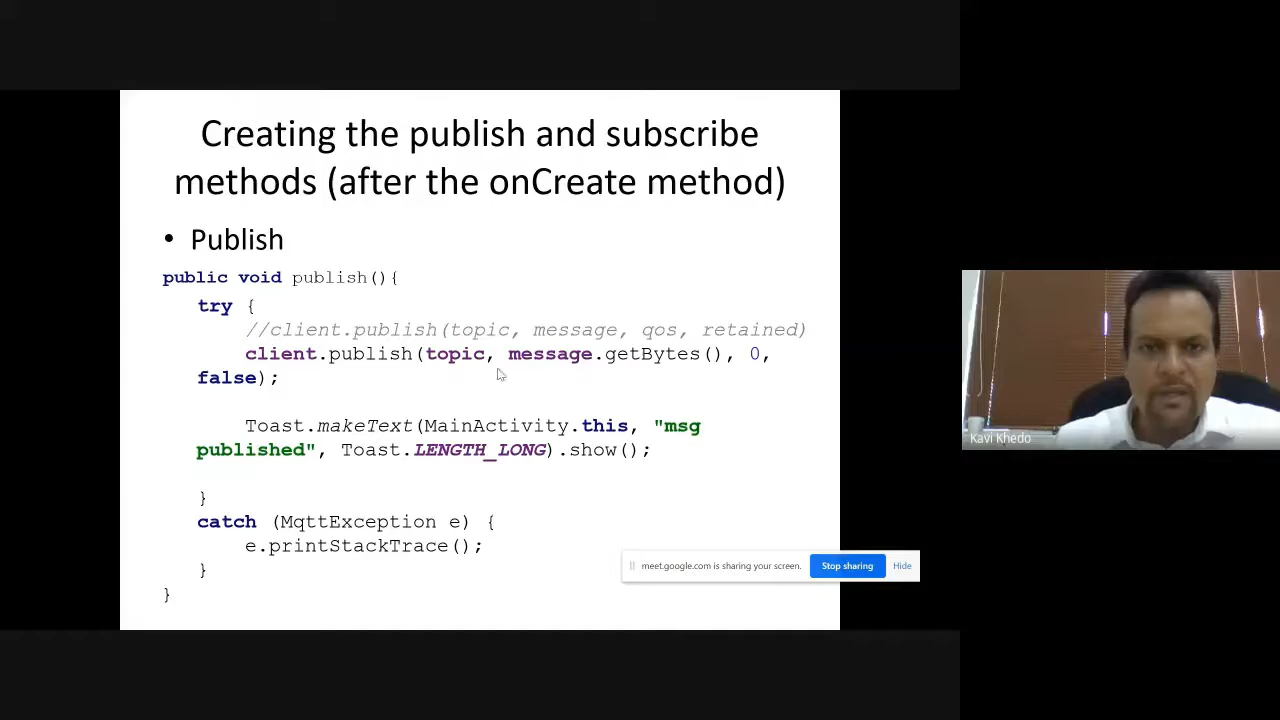 Creating the publish and subscribe
methods (after the onCreate method)
• Publish
public void publish(){
try {
//client.publish(topic, message, qos, retained)
client.publish(topic, message.getBytes(), 0,
false);
Toast.makeText(MainActivity.this, "msg
published", Toast.LENGTH_LONG).show();
}
catch (MqttException e) {
e.printStackTrace();
}
}
meet.google.com is sharing your screen. Stop sharing Hide
Kavi Khedo